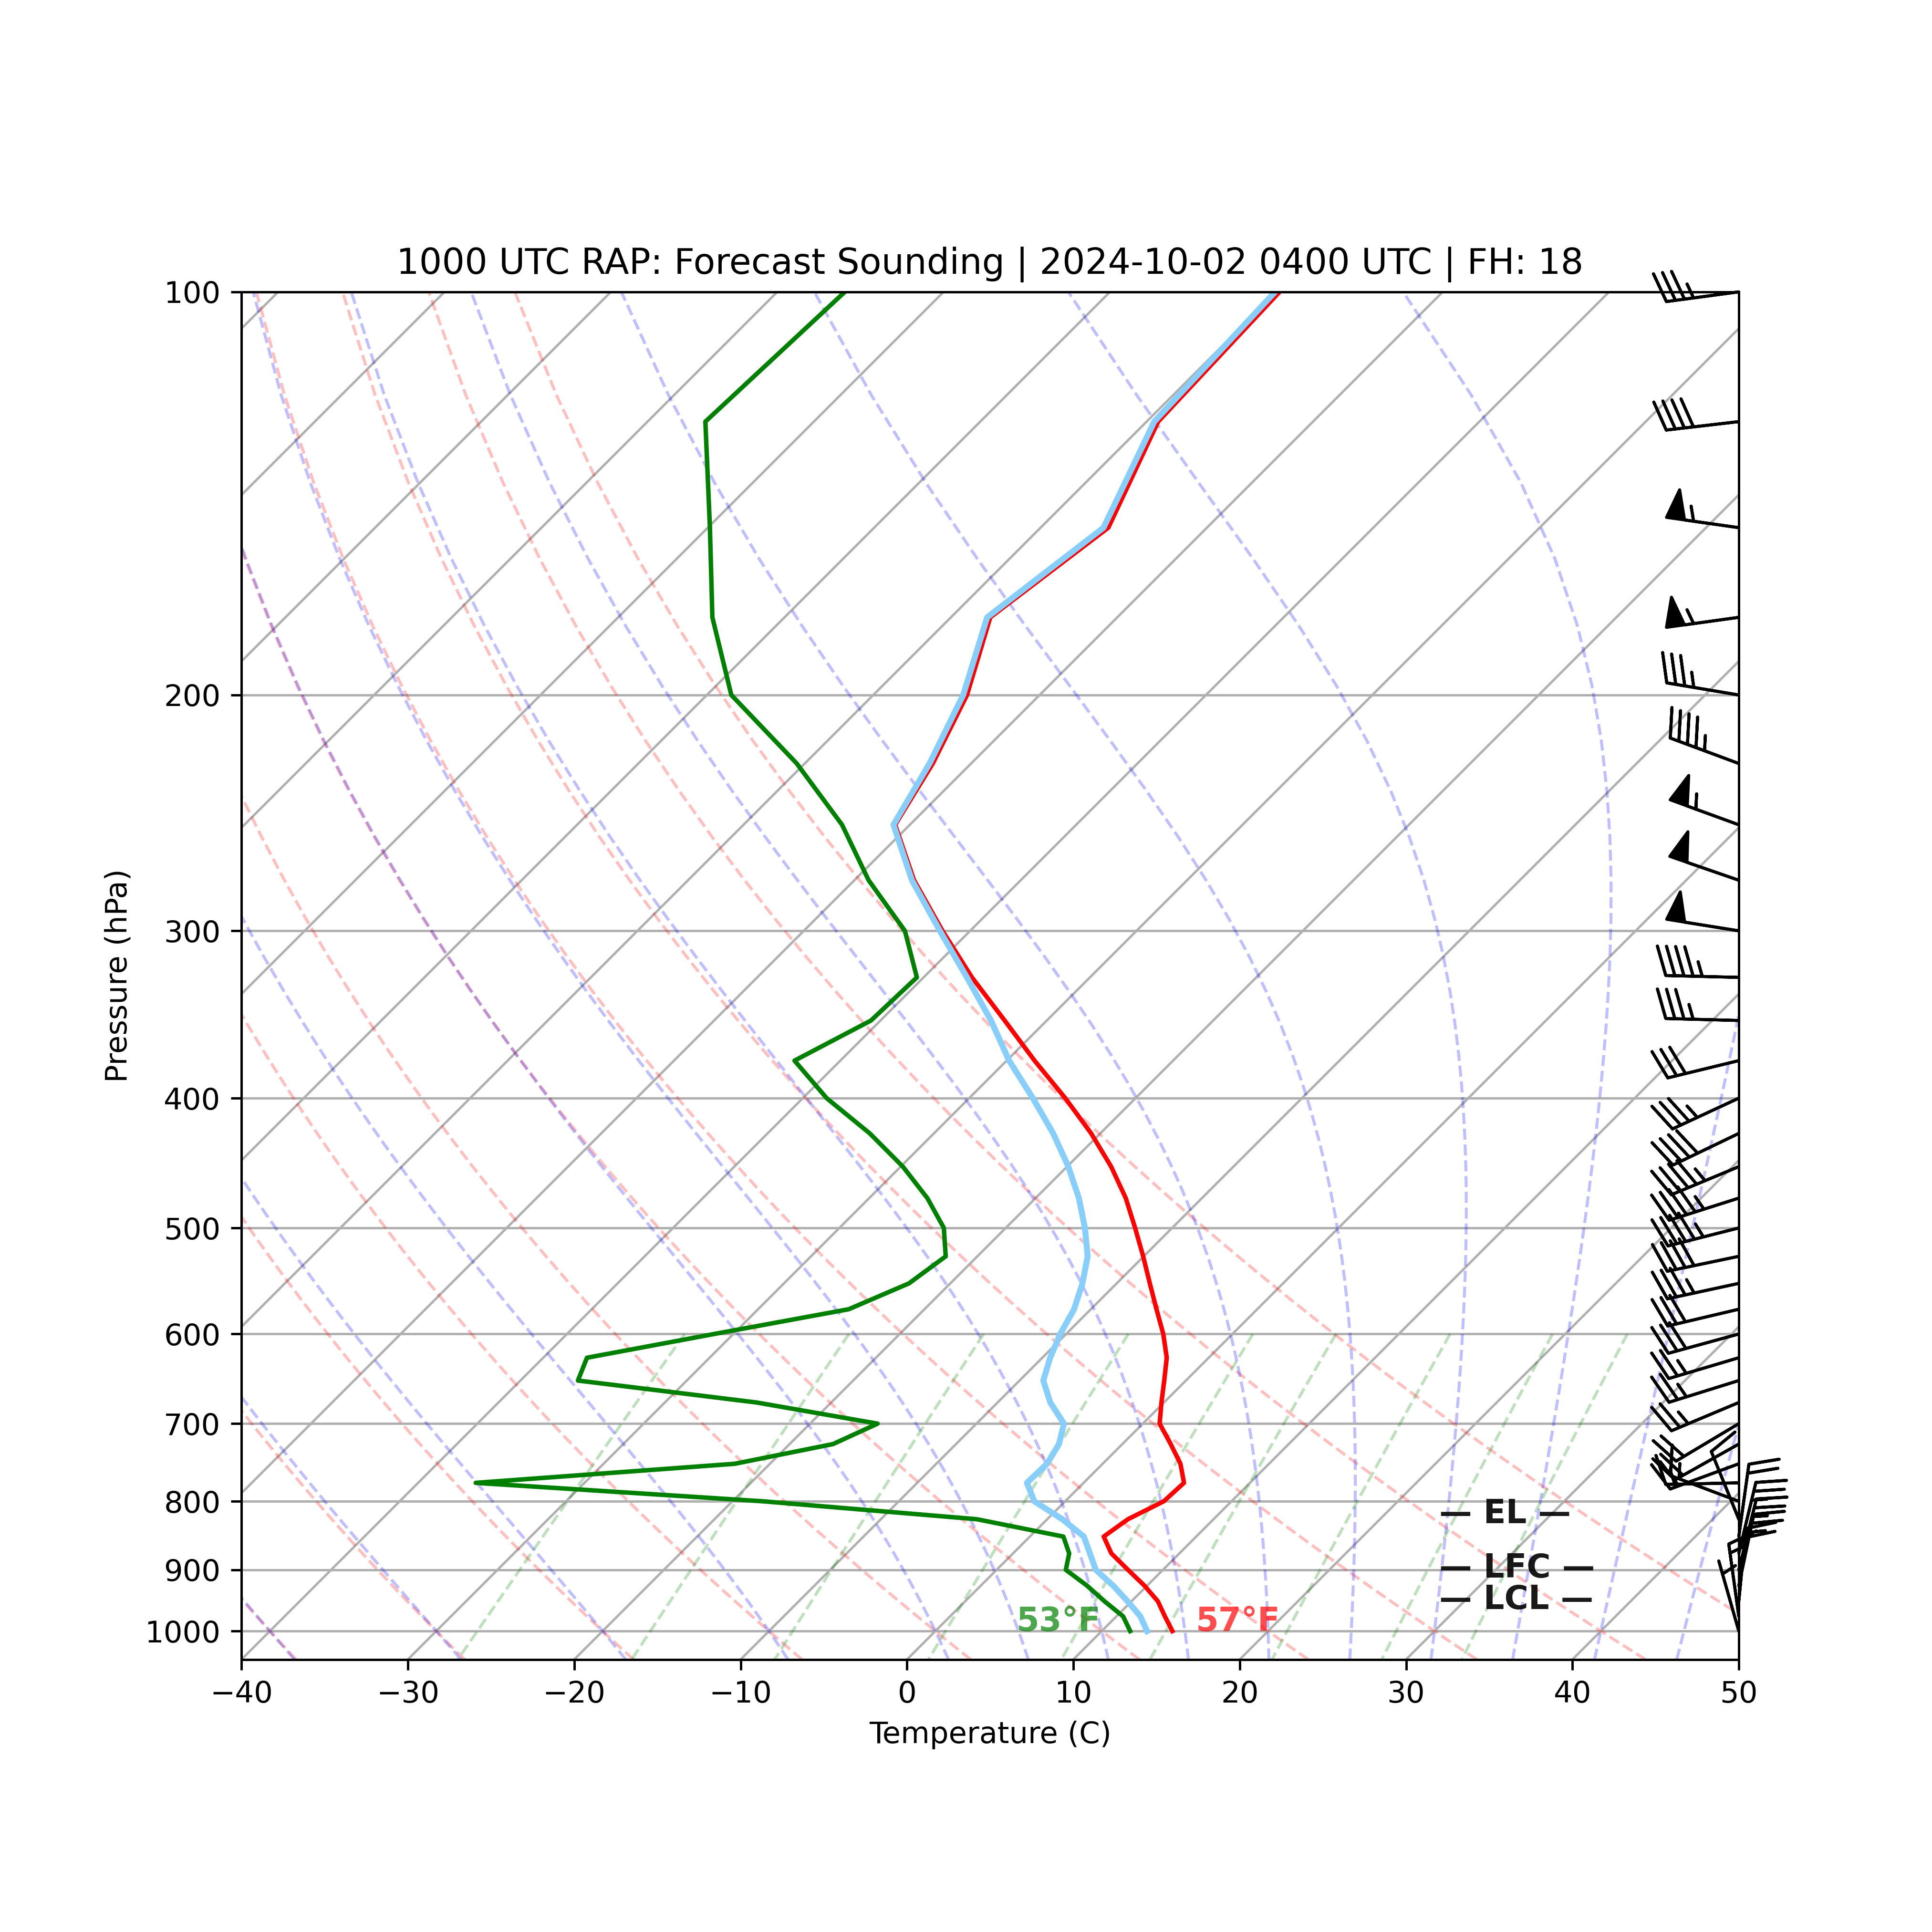 1000 UTC RAP: Forecast Sounding | 2024-10-02 0400 UTC | FH: 18
100
200
300
400
500
600
700
800
900
1000
Pressure (hPa)
— EL —
— LFC —
— LCL —
53°F
57°F
−40 −30 −20 −10 0 10 20 30 40 50
Temperature (C)